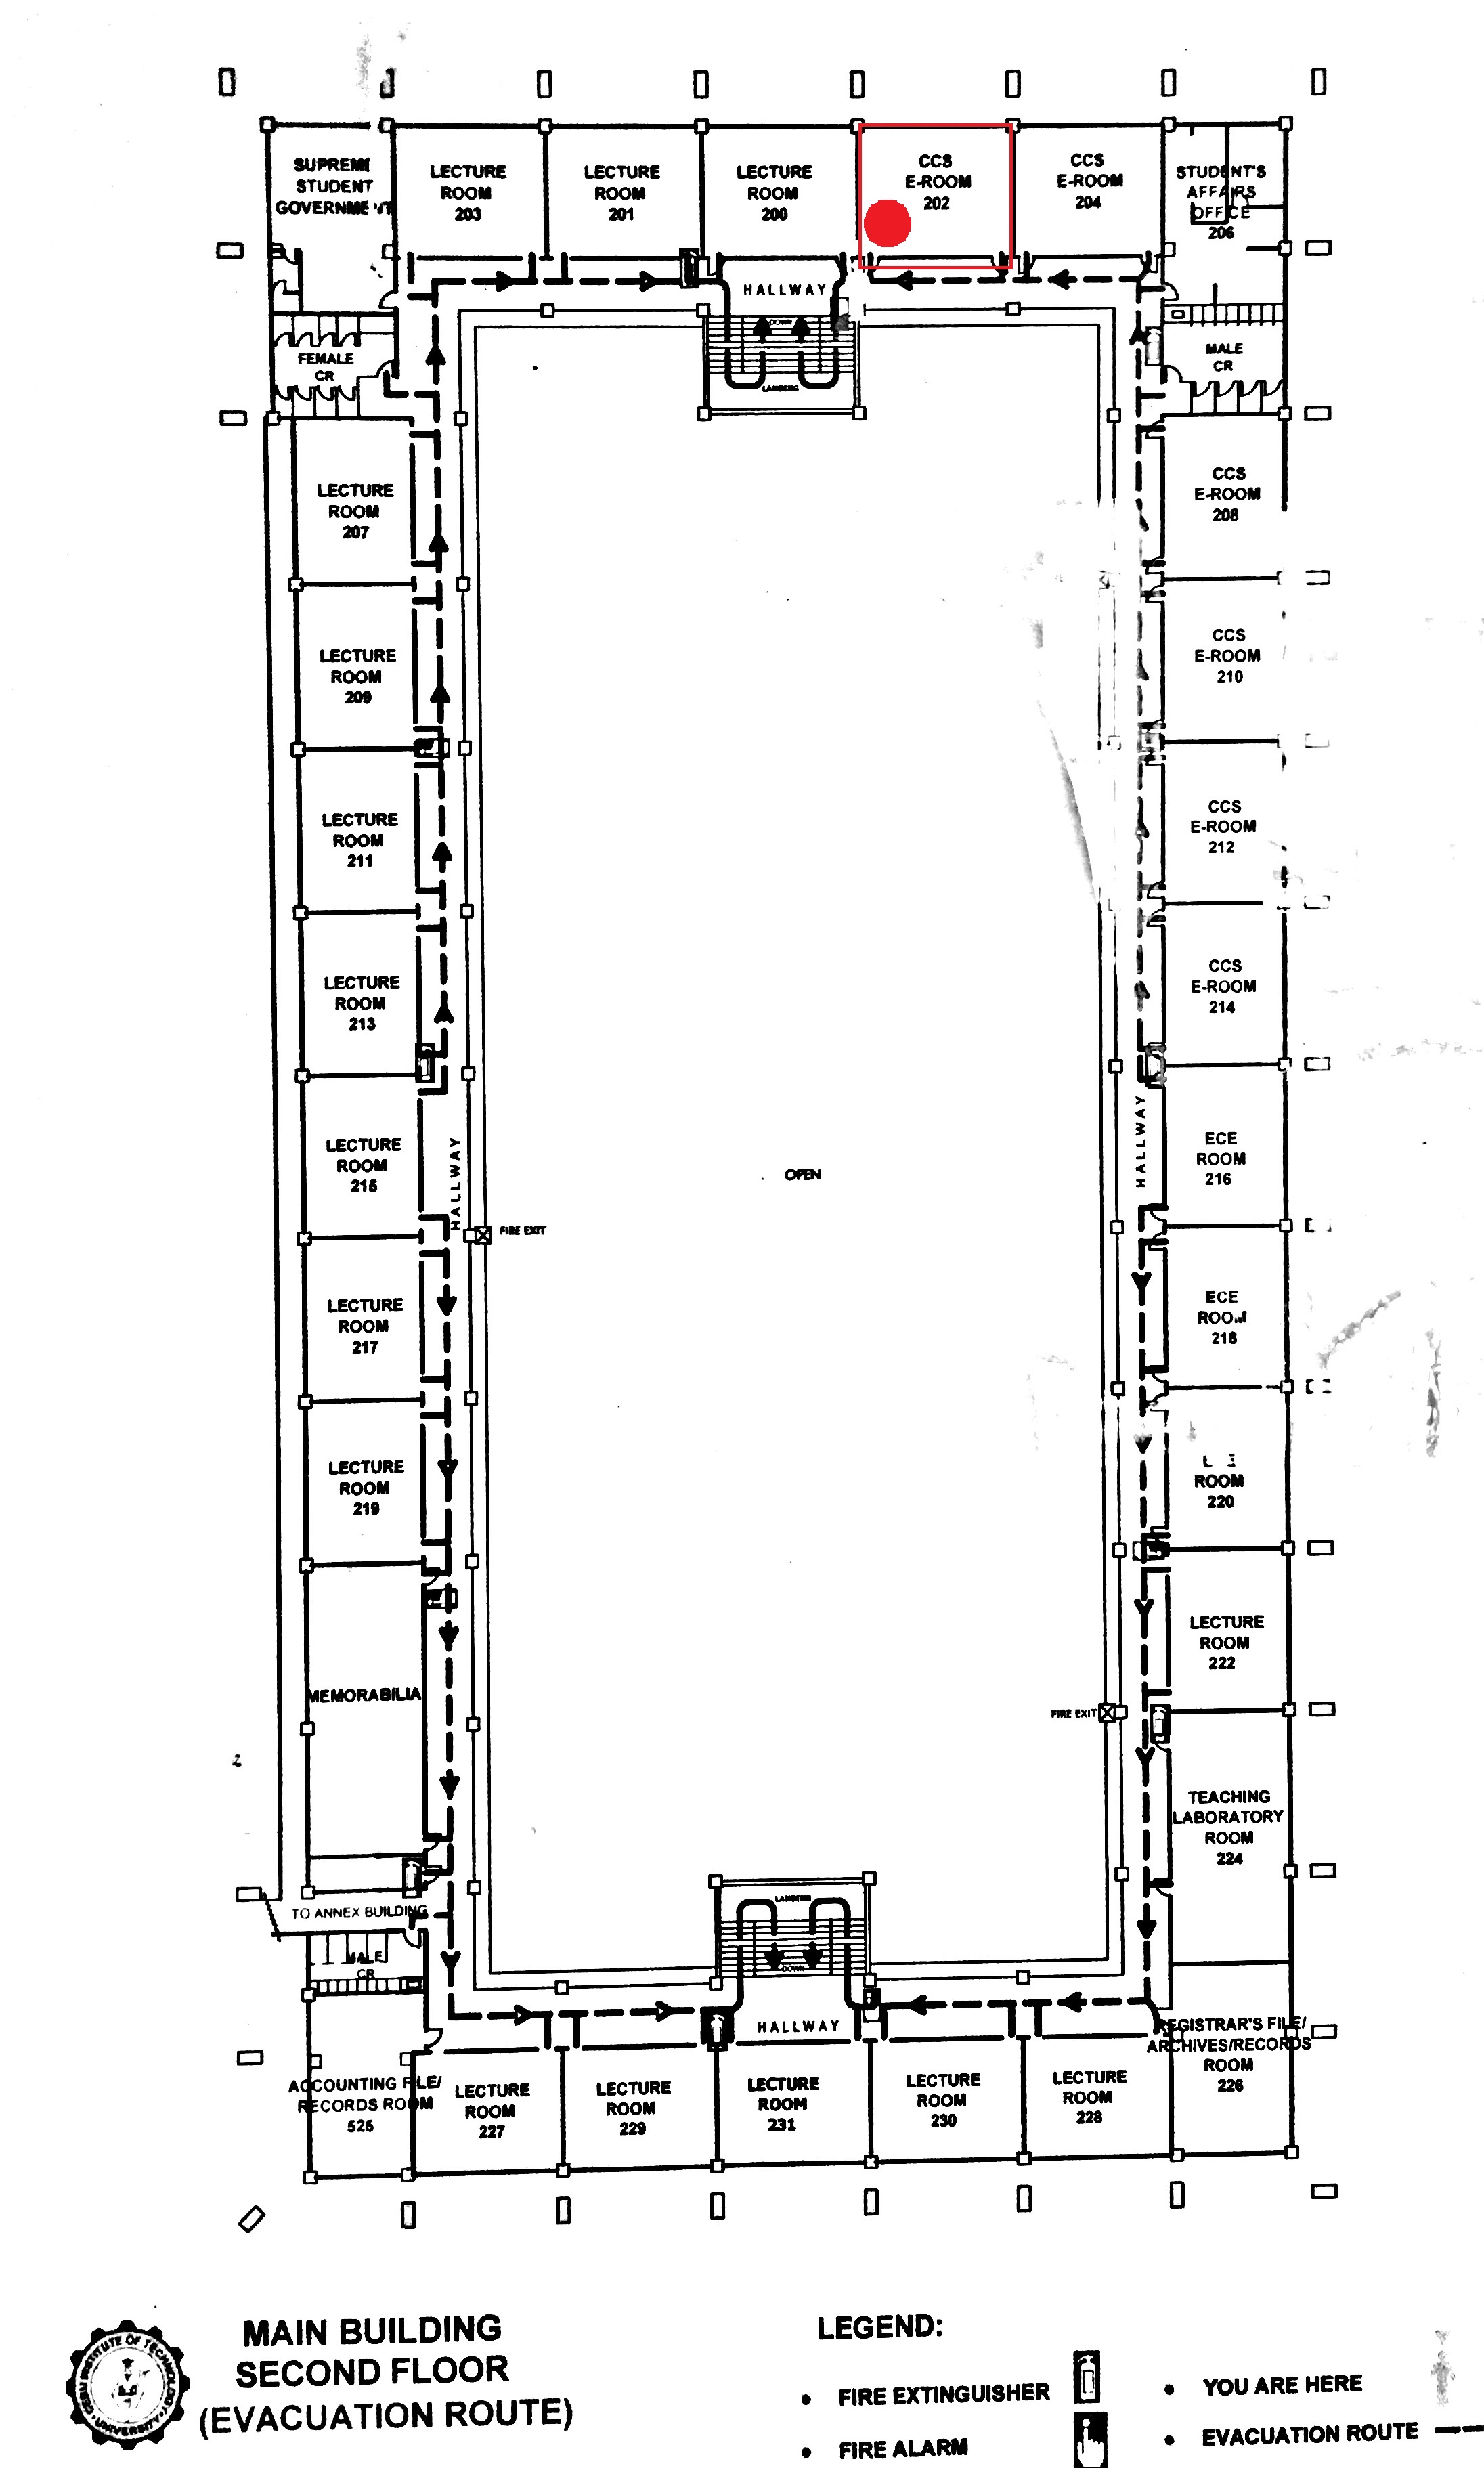 SUPREME
STUDENT
GOVERNMENT
LECTURE
ROOM
203
LECTURE
ROOM
201
LECTURE
ROOM
200
CCS
E-ROOM
202
CCS
E-ROOM
204
STUDENT'S
AFFAIRS
OFFICE
206
HALLWAY
DOWN
LANDING
FEMALE
CR
MALE
CR
LECTURE
ROOM
207
CCS
E-ROOM
208
LECTURE
ROOM
209
CCS
E-ROOM
210
LECTURE
ROOM
211
CCS
E-ROOM
212
LECTURE
ROOM
213
CCS
E-ROOM
214
LECTURE
ROOM
215
HALLWAY
OPEN
HALLWAY
ECE
ROOM
216
FIRE EXIT
LECTURE
ROOM
217
ECE
ROOM
218
LECTURE
ROOM
219
ROOM
220
MEMORABILIA
LECTURE
ROOM
222
FIRE EXIT
TEACHING
LABORATORY
ROOM
224
TO ANNEX BUILDING
MALE
CR
LANDING
DOWN
HALLWAY
REGISTRAR'S FILE/
ARCHIVES/RECORDS
ROOM
226
ACCOUNTING FILE/
RECORDS ROOM
525
LECTURE
ROOM
227
LECTURE
ROOM
229
LECTURE
ROOM
231
LECTURE
ROOM
230
LECTURE
ROOM
228
CEBU INSTITUTE OF TECHNOLOGY
UNIVERSITY
MAIN BUILDING
SECOND FLOOR
(EVACUATION ROUTE)
LEGEND:
• FIRE EXTINGUISHER
• FIRE ALARM
• YOU ARE HERE
• EVACUATION ROUTE